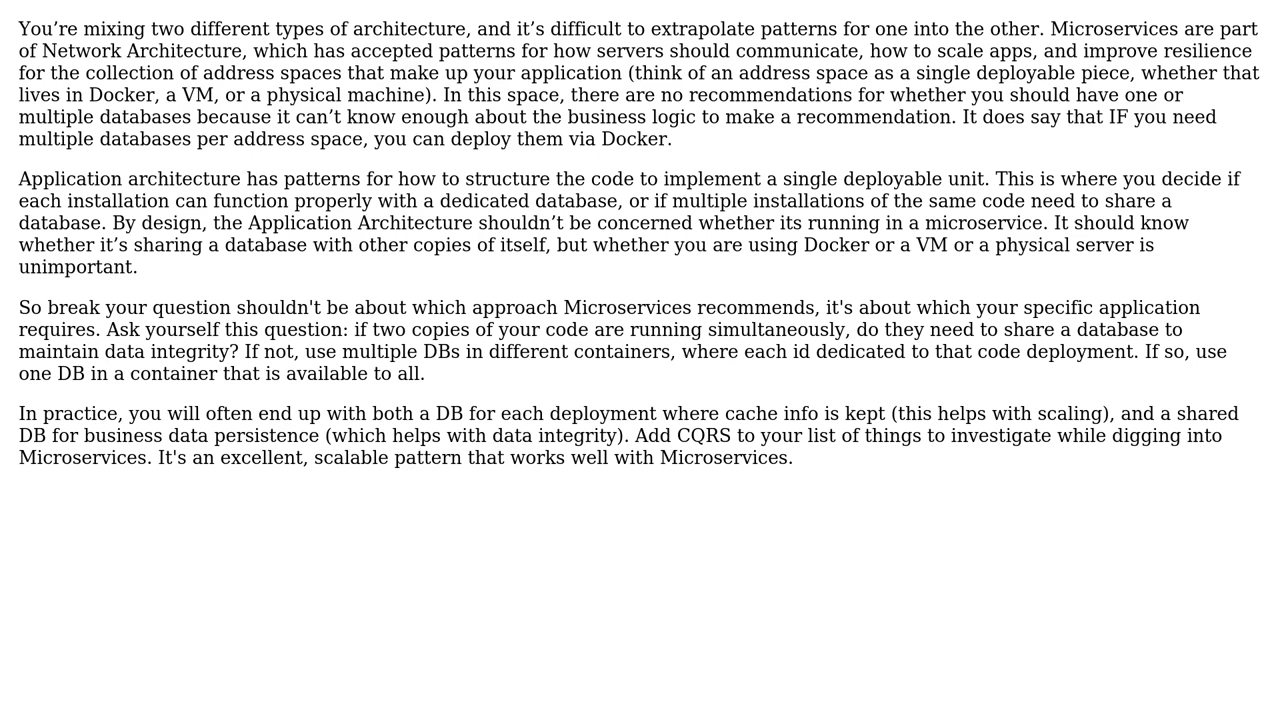 You’re mixing two different types of architecture, and it’s difficult to extrapolate patterns for one into the other. Microservices are part
of Network Architecture, which has accepted patterns for how servers should communicate, how to scale apps, and improve resilience
for the collection of address spaces that make up your application (think of an address space as a single deployable piece, whether that
lives in Docker, a VM, or a physical machine). In this space, there are no recommendations for whether you should have one or
multiple databases because it can’t know enough about the business logic to make a recommendation. It does say that IF you need
multiple databases per address space, you can deploy them via Docker.
Application architecture has patterns for how to structure the code to implement a single deployable unit. This is where you decide if
each installation can function properly with a dedicated database, or if multiple installations of the same code need to share a
database. By design, the Application Architecture shouldn’t be concerned whether its running in a microservice. It should know
whether it’s sharing a database with other copies of itself, but whether you are using Docker or a VM or a physical server is
unimportant.
So break your question shouldn't be about which approach Microservices recommends, it's about which your specific application
requires. Ask yourself this question: if two copies of your code are running simultaneously, do they need to share a database to
maintain data integrity? If not, use multiple DBs in different containers, where each id dedicated to that code deployment. If so, use
one DB in a container that is available to all.
In practice, you will often end up with both a DB for each deployment where cache info is kept (this helps with scaling), and a shared
DB for business data persistence (which helps with data integrity). Add CQRS to your list of things to investigate while digging into
Microservices. It's an excellent, scalable pattern that works well with Microservices.